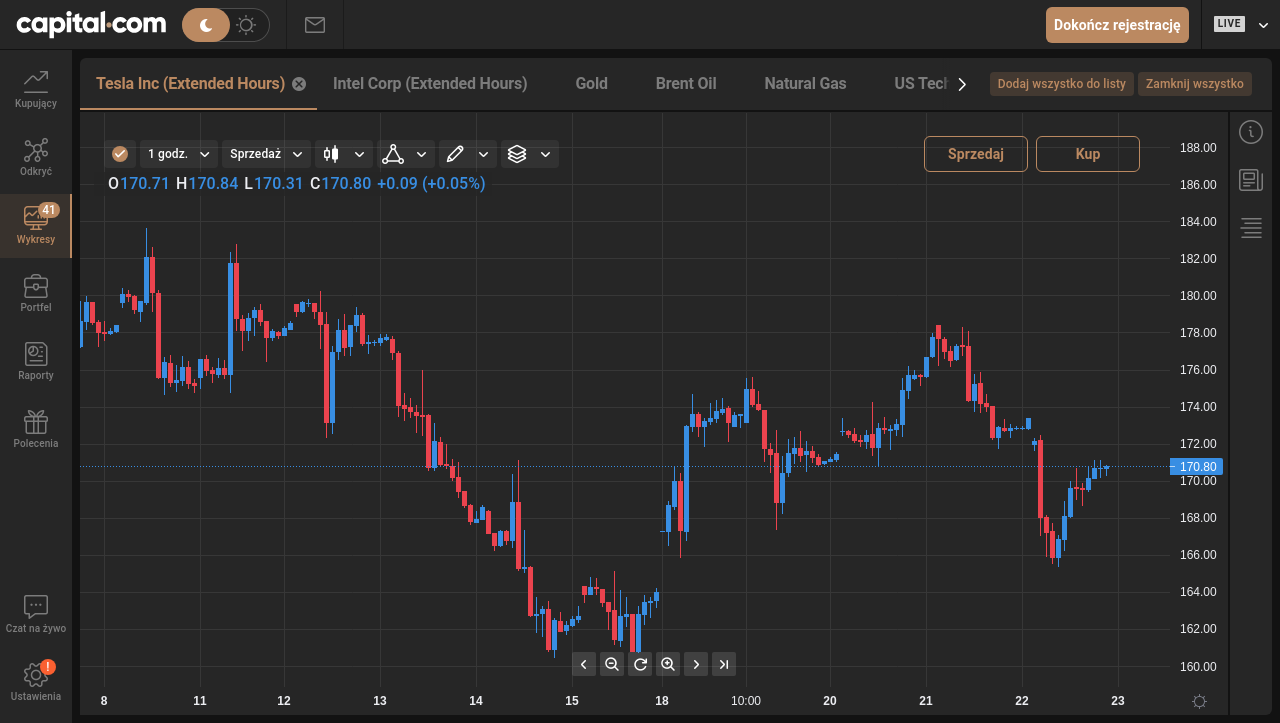 capital.com
Dokończ rejestrację
LIVE
Kupujący
Odkryć
41
Wykresy
Portfel
Raporty
Polecenia
Czat na żywo
!
Ustawienia
Tesla Inc (Extended Hours) Intel Corp (Extended Hours) Gold Brent Oil Natural Gas US Tech
Dodaj wszystko do listy Zamknij wszystko
1 godz. Sprzedaż
Sprzedaj Kup
O170.71 H170.84 L170.31 C170.80 +0.09 (+0.05%)
188.00
186.00
184.00
182.00
180.00
178.00
176.00
174.00
172.00
170.80
170.00
168.00
166.00
164.00
162.00
160.00
8 11 12 13 14 15 18 10:00 20 21 22 23